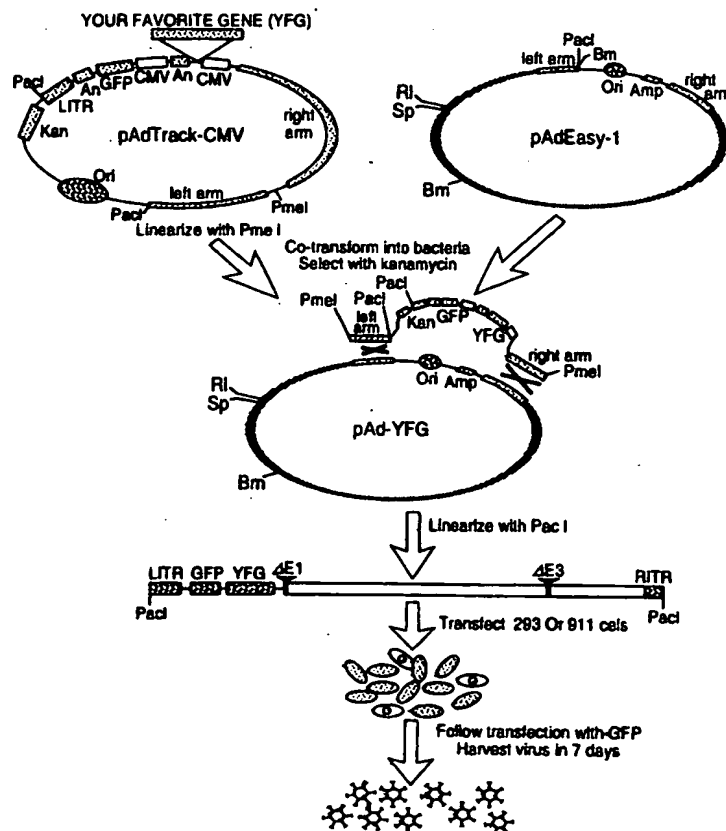 YOUR FAVORITE GENE (YFG)
PacI
LITR
An
GFP
CMV
An
CMV
Kan
right
arm
pAdTrack-CMV
Ori
PacI
left arm
PmeI
Linearize with Pme I
PacI
left arm
Bm
Ori
Amp
right
arm
RI
Sp
pAdEasy-1
Bm
Co-transform into bacteria
Select with kanamycin
PmeI
PacI
left
arm
PacI
Kan
GFP
YFG
right arm
PmeI
RI
Sp
Ori
Amp
pAd-YFG
Bm
Linearize with Pac I
LITR GFP YFG ΔE1 ΔE3 RITR
PacI PacI
Transfect 293 Or 911 cels
Follow transfection with-GFP
Harvest virus in 7 days